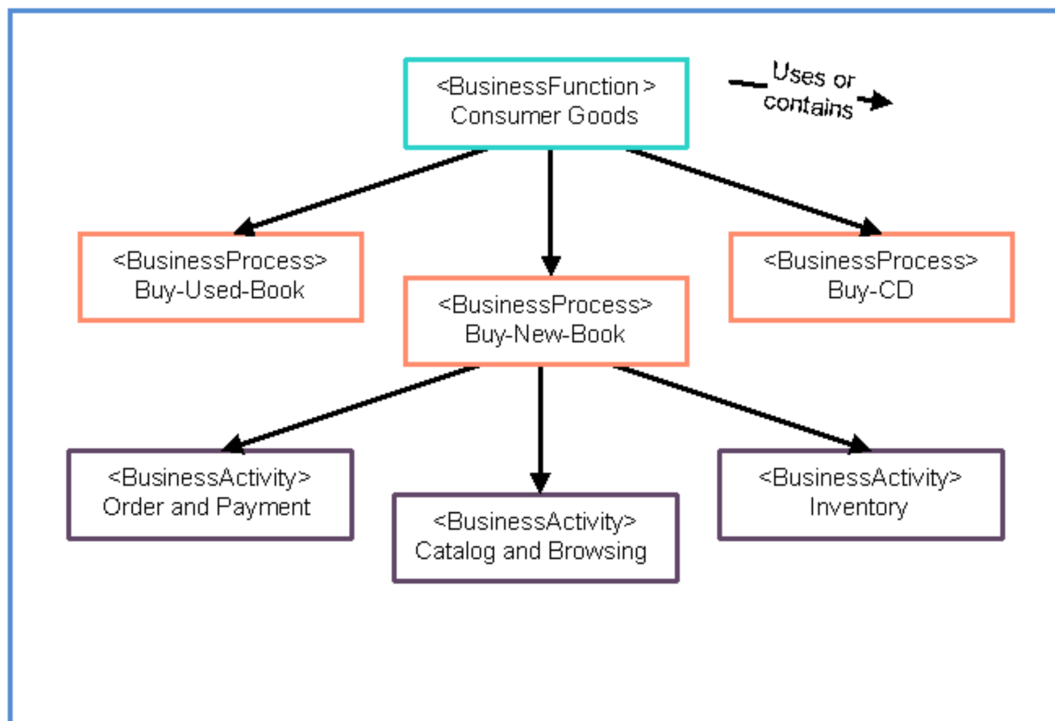 <BusinessFunction>
Consumer Goods
Uses or
contains
<BusinessProcess>
Buy-Used-Book
<BusinessProcess>
Buy-New-Book
<BusinessProcess>
Buy-CD
<BusinessActivity>
Order and Payment
<BusinessActivity>
Catalog and Browsing
<BusinessActivity>
Inventory